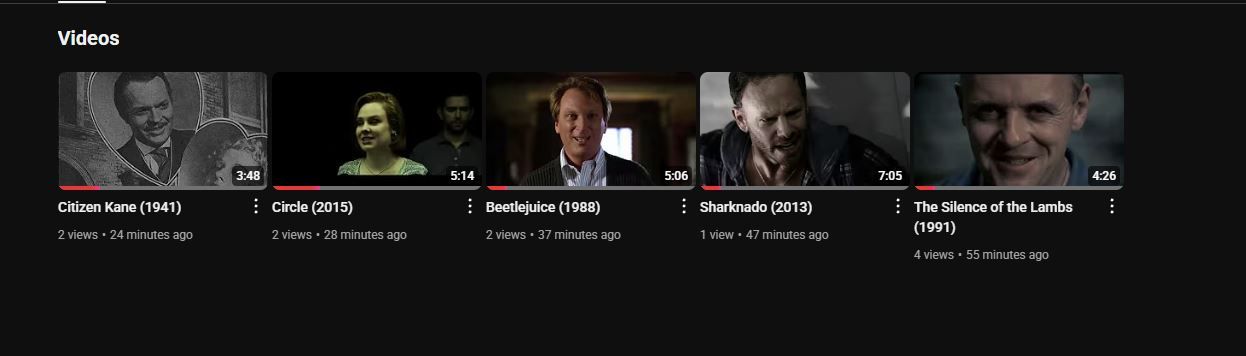 Videos
3:48
5:14
5:06
7:05
4:26
Citizen Kane (1941)
2 views • 24 minutes ago
Circle (2015)
2 views • 28 minutes ago
Beetlejuice (1988)
2 views • 37 minutes ago
Sharknado (2013)
1 view • 47 minutes ago
The Silence of the Lambs
(1991)
4 views • 55 minutes ago